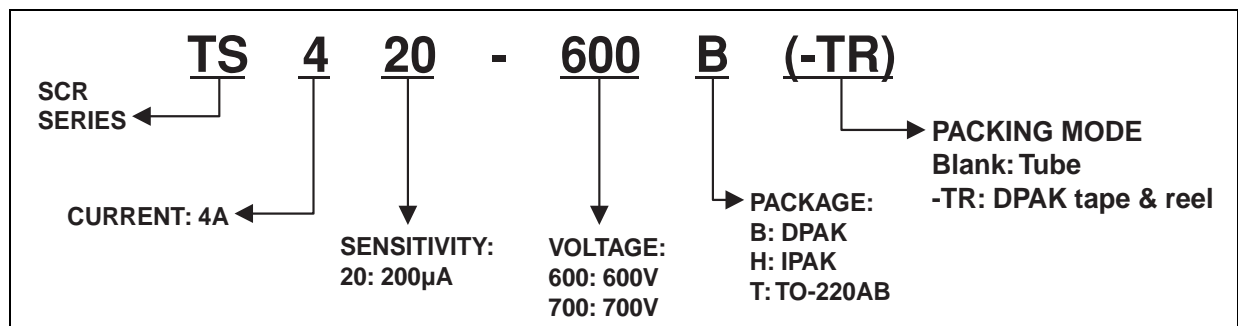 TS 4 20 - 600 B (-TR)
SCR
SERIES
CURRENT: 4A
SENSITIVITY:
20: 200µA
VOLTAGE:
600: 600V
700: 700V
PACKAGE:
B: DPAK
H: IPAK
T: TO-220AB
PACKING MODE
Blank: Tube
-TR: DPAK tape & reel